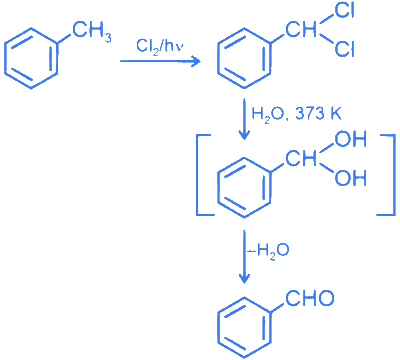 CH₃
Cl₂/hν
Cl
CH
Cl
H₂O, 373 K
OH
CH
OH
–H₂O
CHO